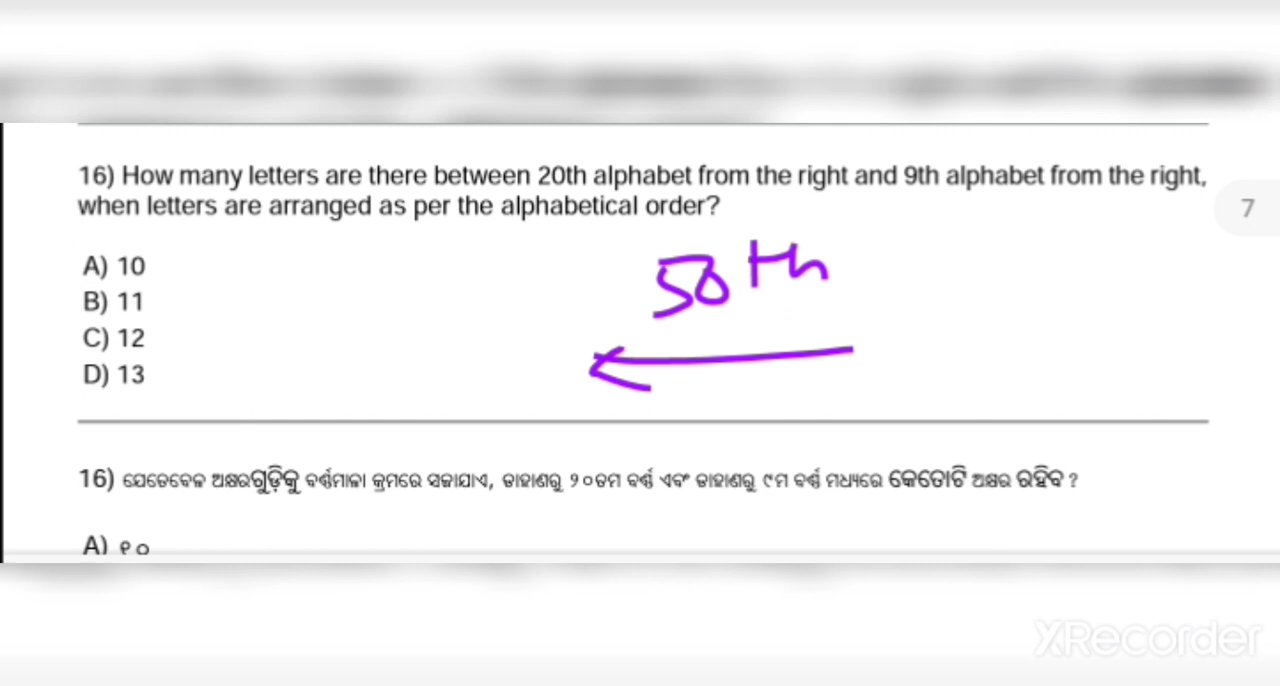 16) How many letters are there between 20th alphabet from the right and 9th alphabet from the right,
when letters are arranged as per the alphabetical order?
7
A) 10
B) 11
C) 12
D) 13
50th
16) ଯେତେବେଳ ଅକ୍ଷରଗୁଡ଼ିକୁ ବର୍ଣ୍ଣମାଳା କ୍ରମରେ ସଜାଯାଏ, ଡାହାଣରୁ ୨୦ତମ ବର୍ଣ୍ଣ ଏବଂ ଡାହାଣରୁ ୯ମ ବର୍ଣ୍ଣ ମଧ୍ୟରେ କେତୋଟି ଅକ୍ଷର ରହିବ ?
A) ୧୦
XRecorder